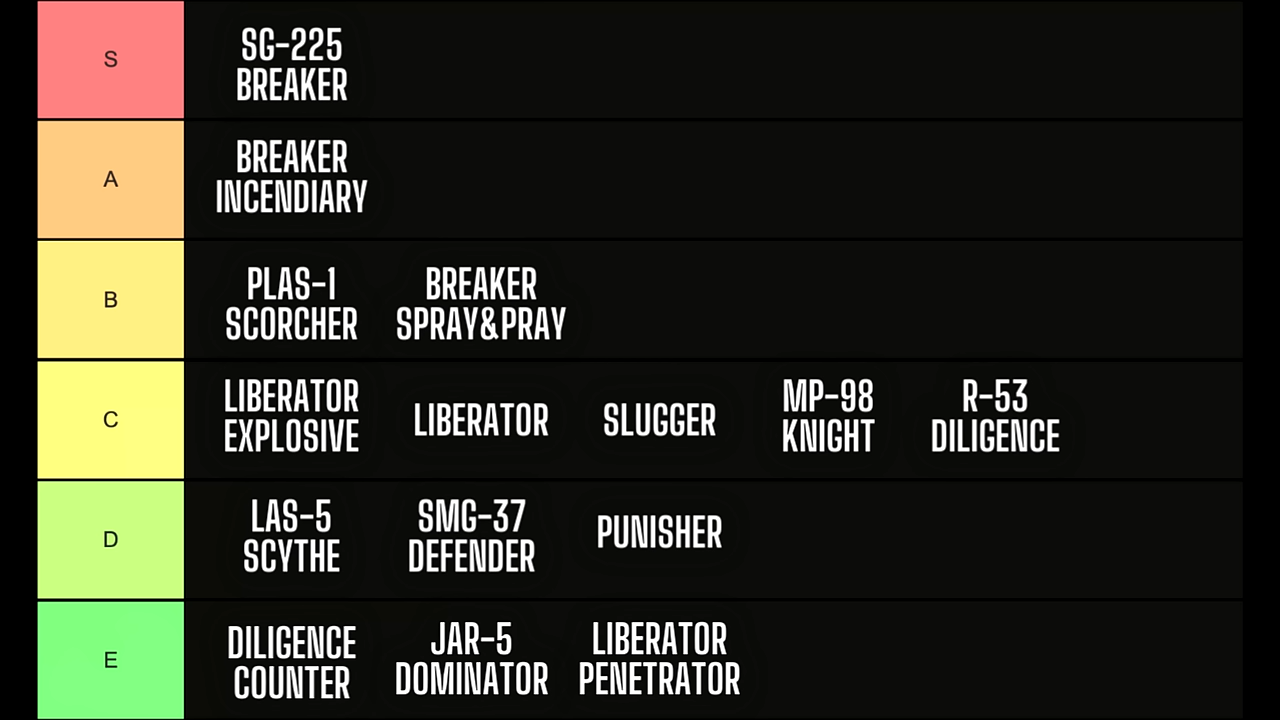 S
SG-225
BREAKER
A
BREAKER
INCENDIARY
B
PLAS-1
SCORCHER
BREAKER
SPRAY&PRAY
C
LIBERATOR
EXPLOSIVE
LIBERATOR
SLUGGER
MP-98
KNIGHT
R-53
DILIGENCE
D
LAS-5
SCYTHE
SMG-37
DEFENDER
PUNISHER
E
DILIGENCE
COUNTER
JAR-5
DOMINATOR
LIBERATOR
PENETRATOR